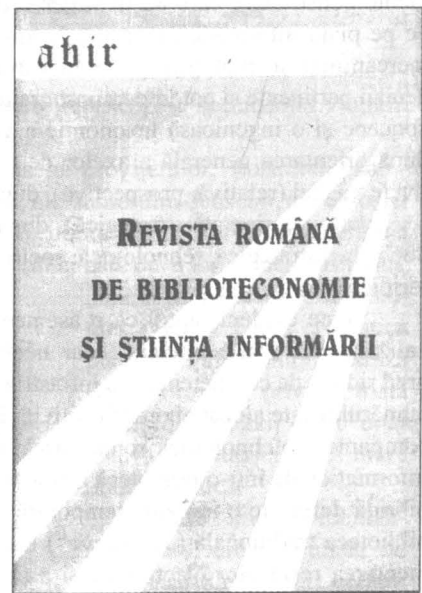 abir
REVISTA ROMÂNĂ
DE BIBLIOTECONOMIE
ŞI ŞTIINŢA INFORMĂRII